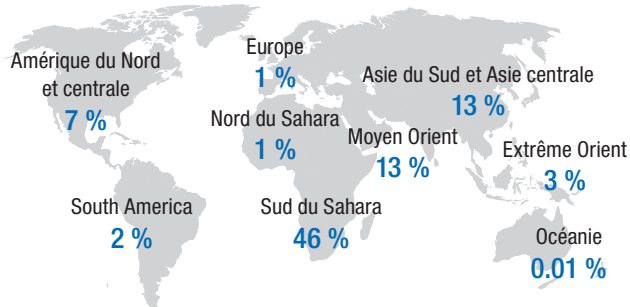 Amérique du Nord
et centrale
7 %
Europe
1 %
Asie du Sud et Asie centrale
13 %
Nord du Sahara
1 %
Moyen Orient
13 %
Extrême Orient
3 %
South America
2 %
Sud du Sahara
46 %
Océanie
0.01 %